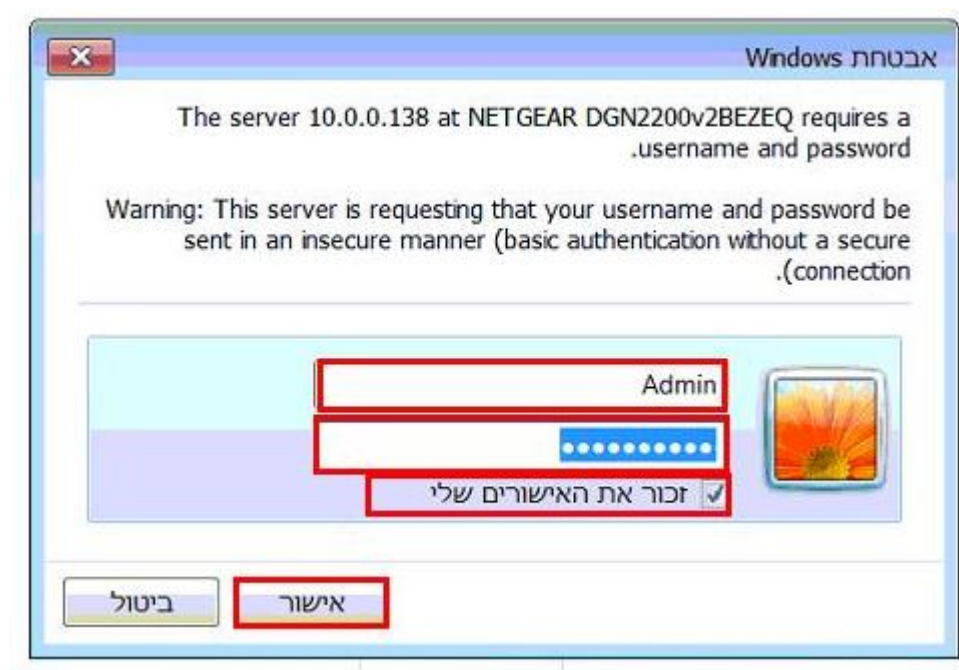 אבטחת Windows
The server 10.0.0.138 at NETGEAR DGN2200v2BEZEQ requires a
.username and password
Warning: This server is requesting that your username and password be
sent in an insecure manner (basic authentication without a secure
.(connection
Admin
••••••••••
זכור את האישורים שלי
אישור
ביטול